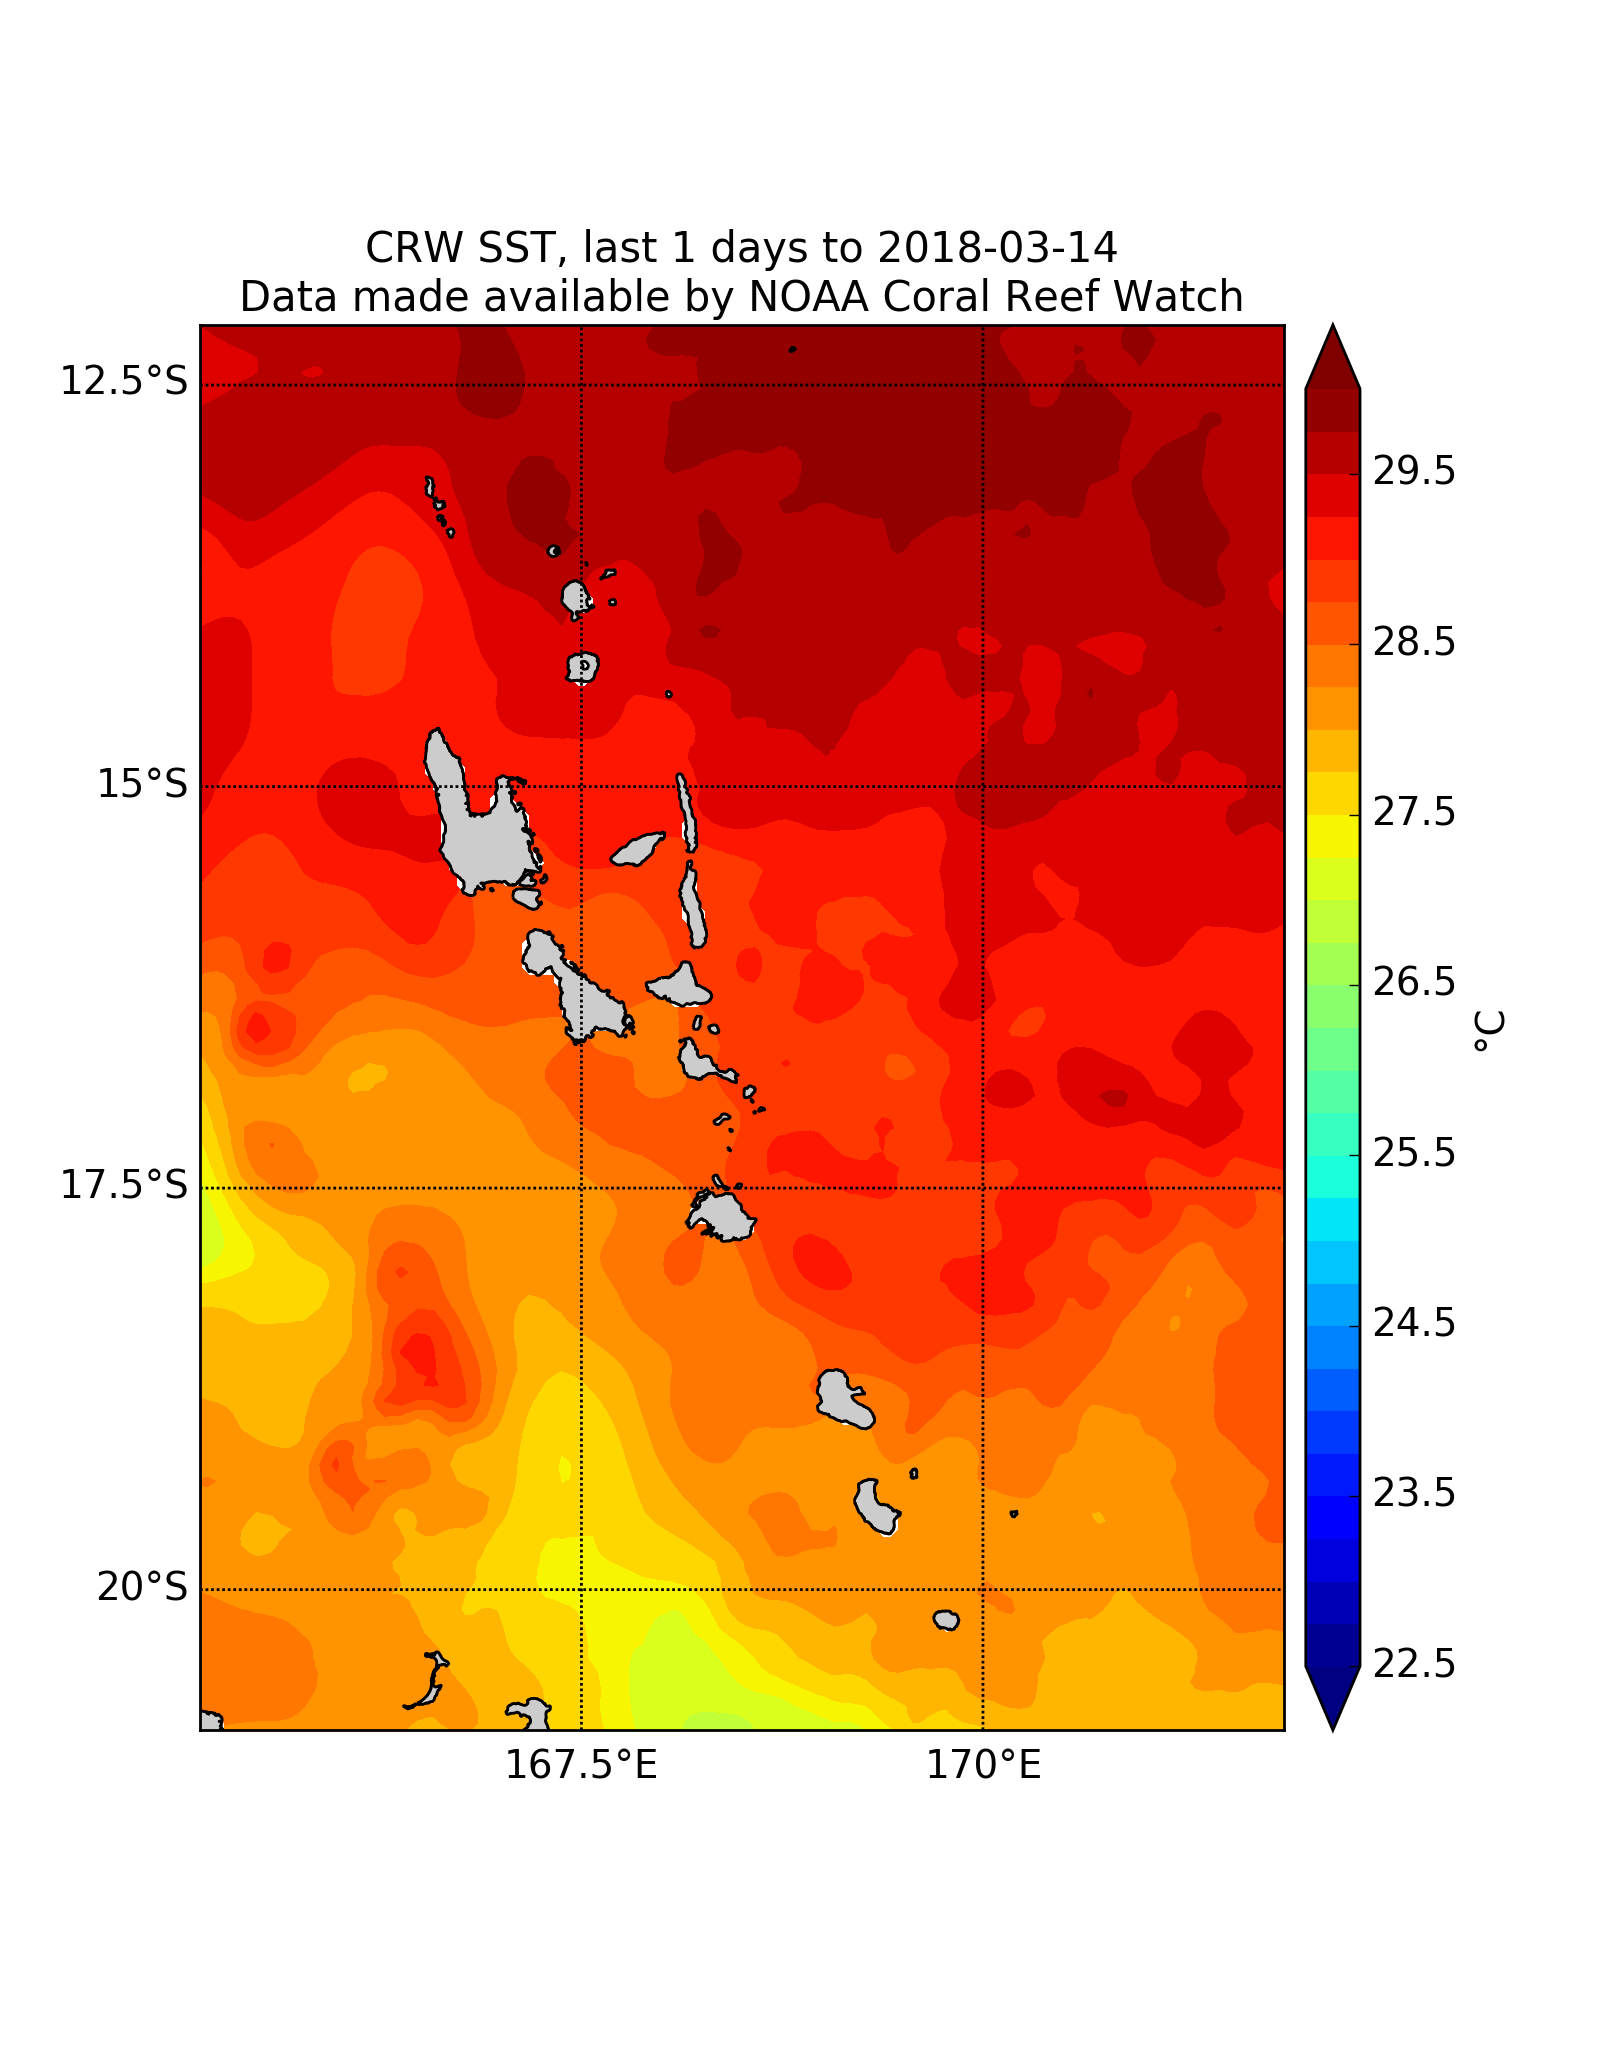 CRW SST, last 1 days to 2018-03-14
Data made available by NOAA Coral Reef Watch
12.5°S
15°S
17.5°S
20°S
167.5°E
170°E
29.5
28.5
27.5
26.5
25.5
24.5
23.5
22.5
°C